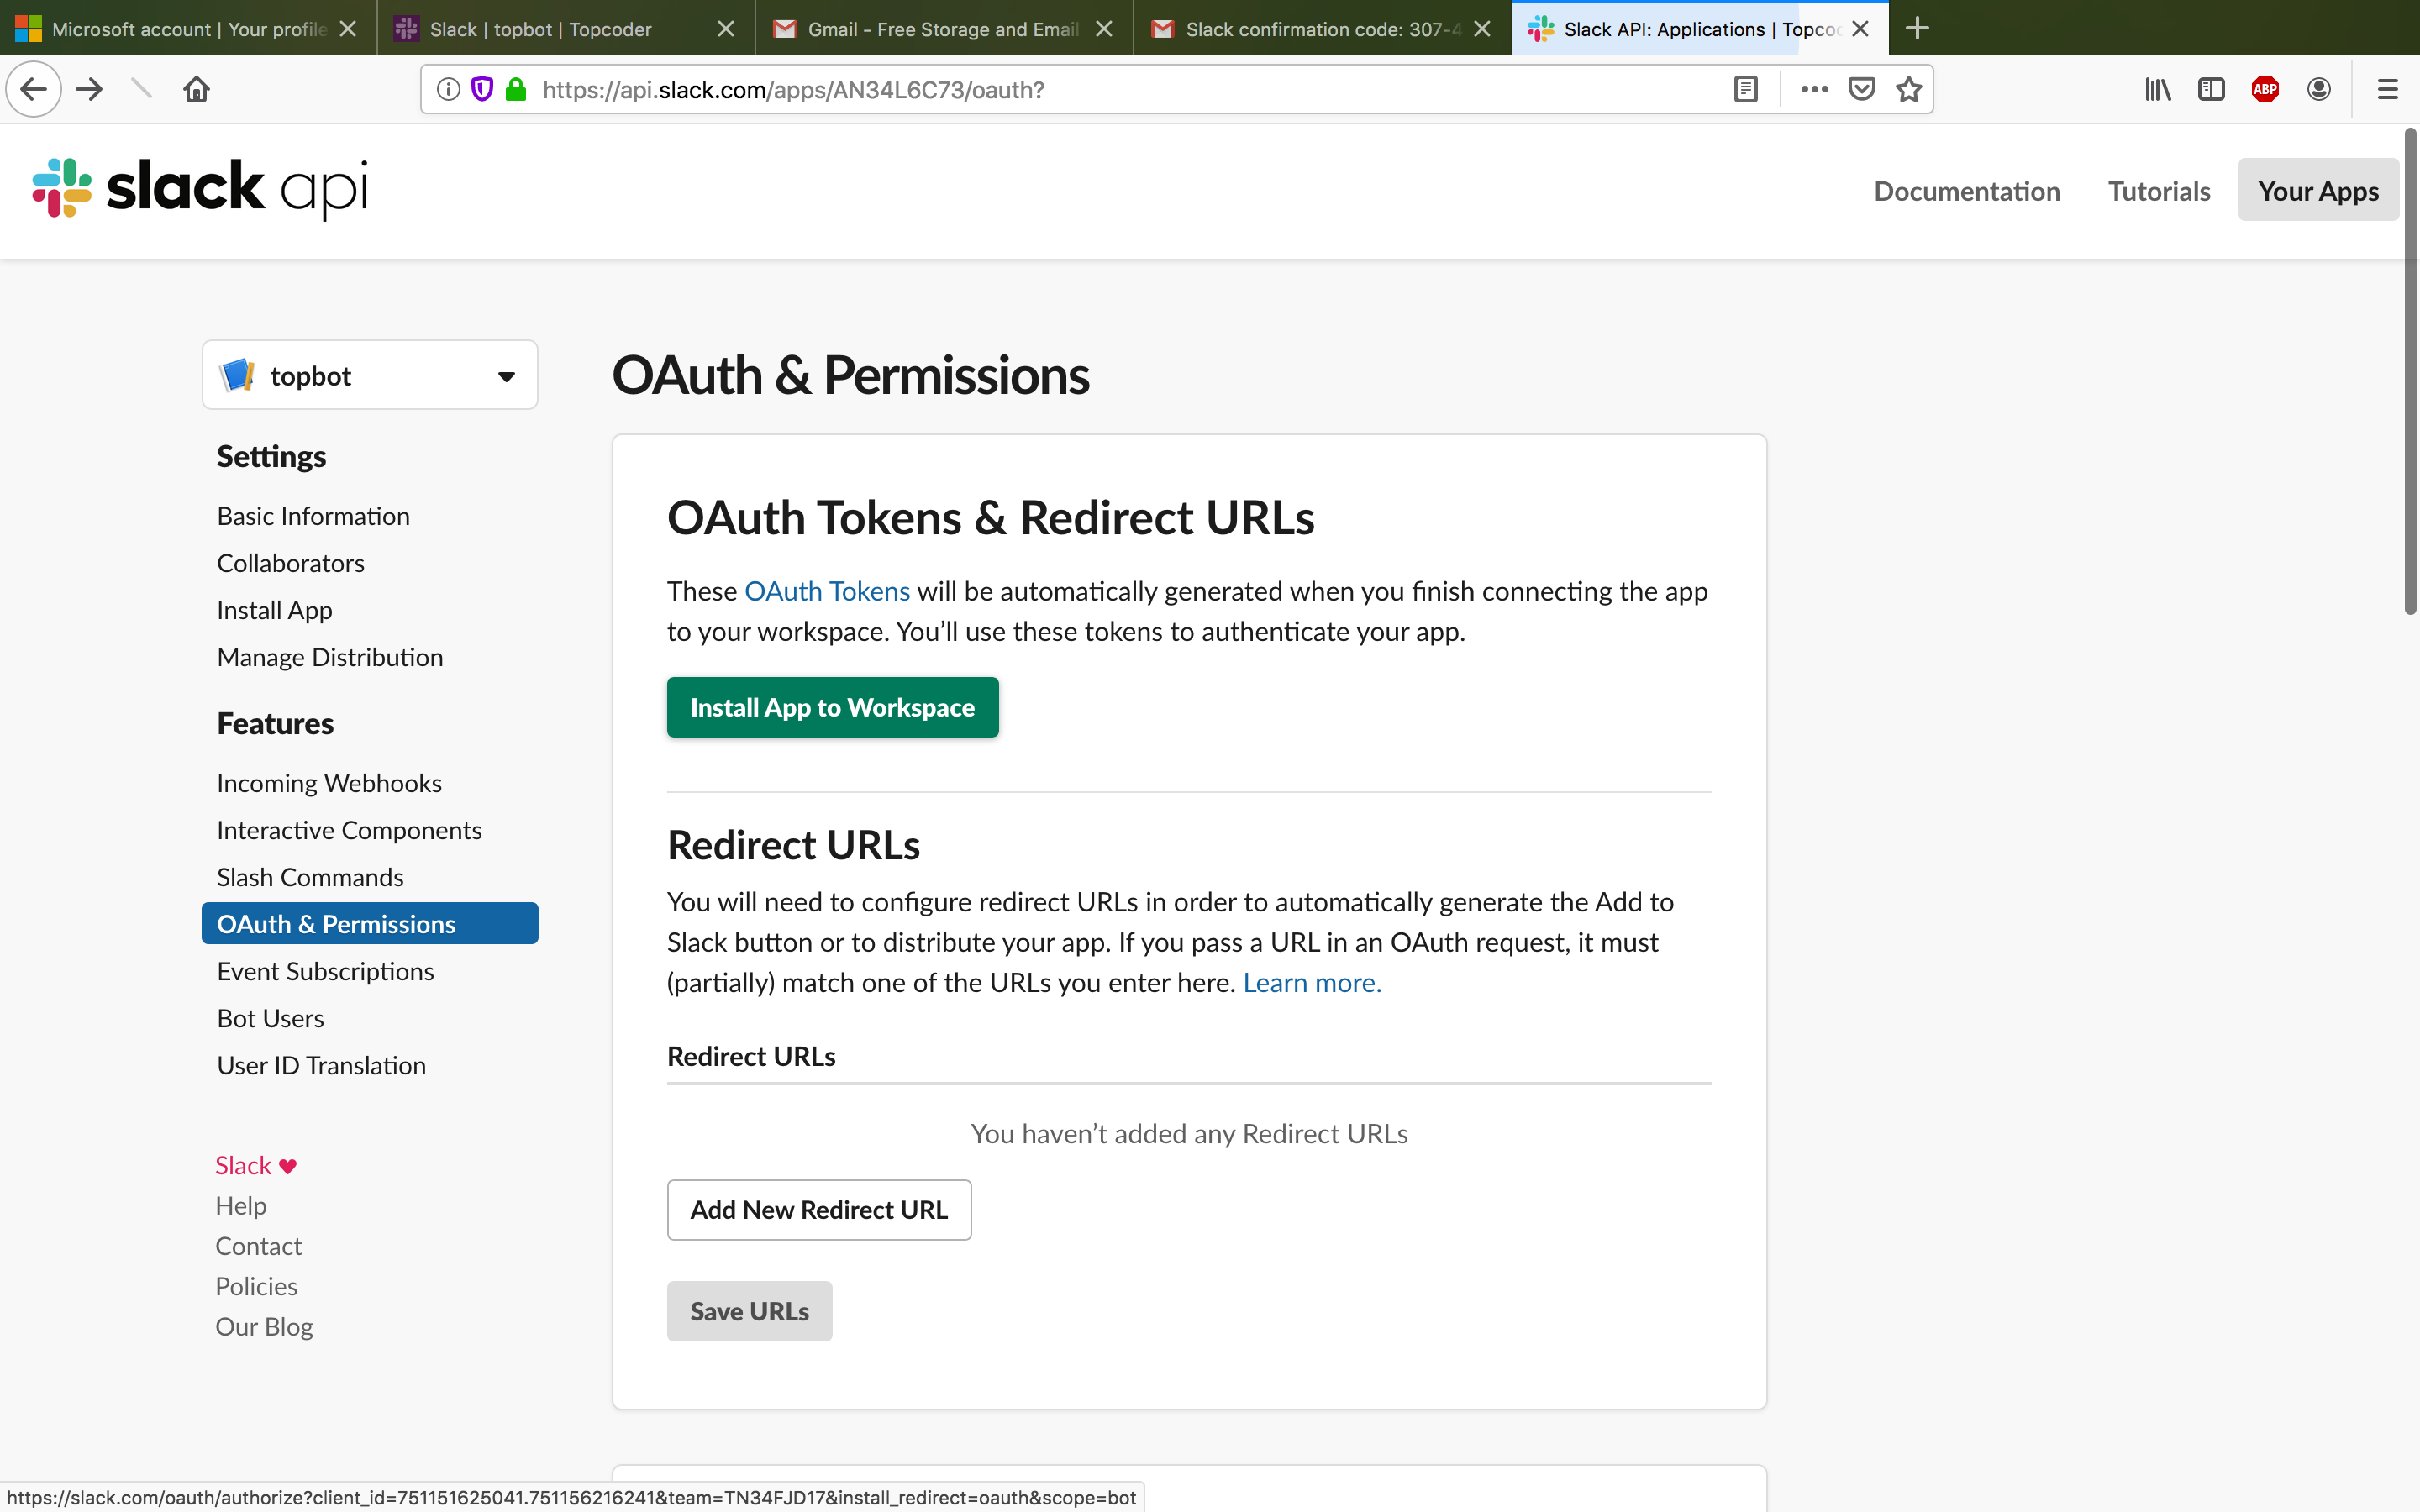 Microsoft account | Your profile
Slack | topbot | Topcoder
Gmail - Free Storage and Email
Slack confirmation code: 307-4
Slack API: Applications | Topcoc
https://api.slack.com/apps/AN34L6C73/oauth?
ABP
slack api
Documentation
Tutorials
Your Apps
topbot
Settings
Basic Information
Collaborators
Install App
Manage Distribution
Features
Incoming Webhooks
Interactive Components
Slash Commands
OAuth & Permissions
Event Subscriptions
Bot Users
User ID Translation
Slack ♥
Help
Contact
Policies
Our Blog
OAuth & Permissions
OAuth Tokens & Redirect URLs
These OAuth Tokens will be automatically generated when you finish connecting the app
to your workspace. You’ll use these tokens to authenticate your app.
Install App to Workspace
Redirect URLs
You will need to configure redirect URLs in order to automatically generate the Add to
Slack button or to distribute your app. If you pass a URL in an OAuth request, it must
(partially) match one of the URLs you enter here. Learn more.
Redirect URLs
You haven’t added any Redirect URLs
Add New Redirect URL
Save URLs
https://slack.com/oauth/authorize?client_id=751151625041.751156216241&team=TN34FJD17&install_redirect=oauth&scope=bot